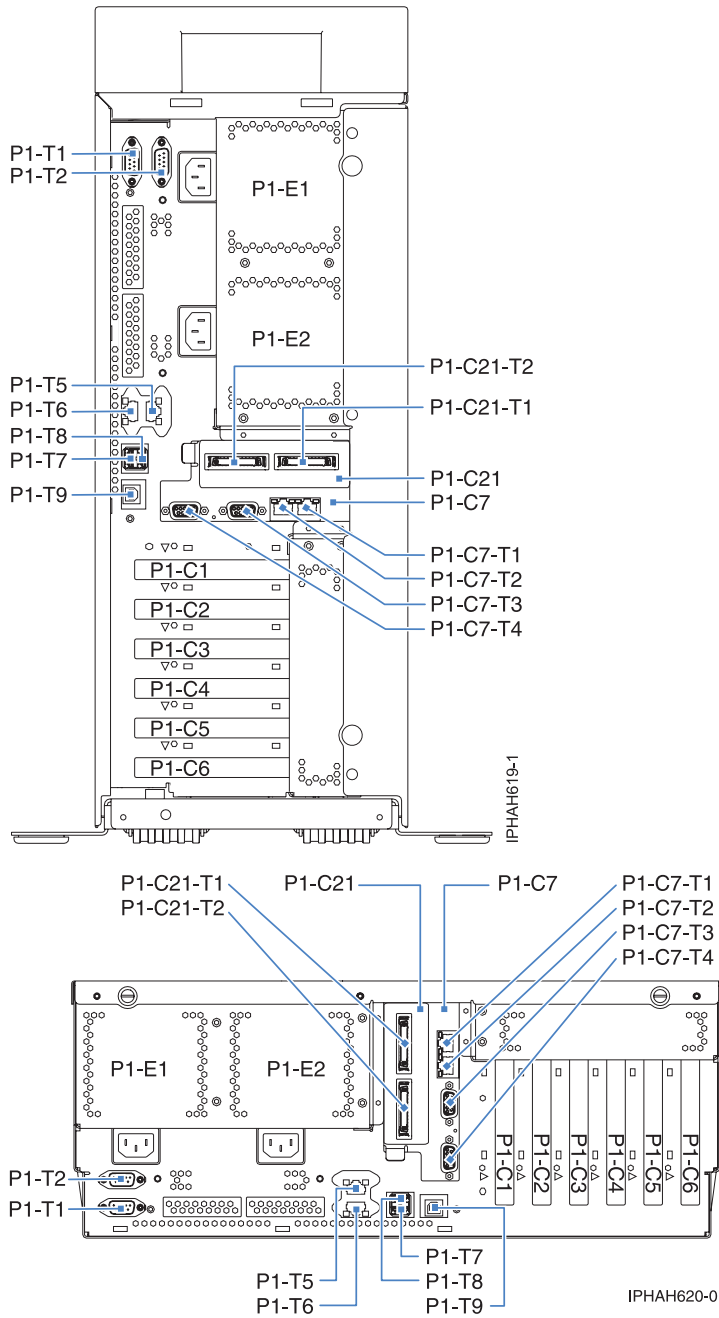 P1-T1
P1-T2
P1-E1
P1-E2
P1-C21-T2
P1-T5
P1-T6
P1-C21-T1
P1-T8
P1-T7
P1-C21
P1-T9
P1-C7
P1-C7-T1
P1-C1
P1-C7-T2
P1-C2
P1-C7-T3
P1-C7-T4
P1-C3
P1-C4
P1-C5
P1-C6
IPHAH619-1
P1-C21-T1 P1-C21 P1-C7 P1-C7-T1
P1-C21-T2 P1-C7-T2
P1-C7-T3
P1-C7-T4
P1-E1 P1-E2
P1-C1
P1-C2
P1-C3
P1-C4
P1-C5
P1-C6
P1-T2
P1-T1
P1-T7
P1-T5 P1-T8
P1-T6 P1-T9
IPHAH620-0